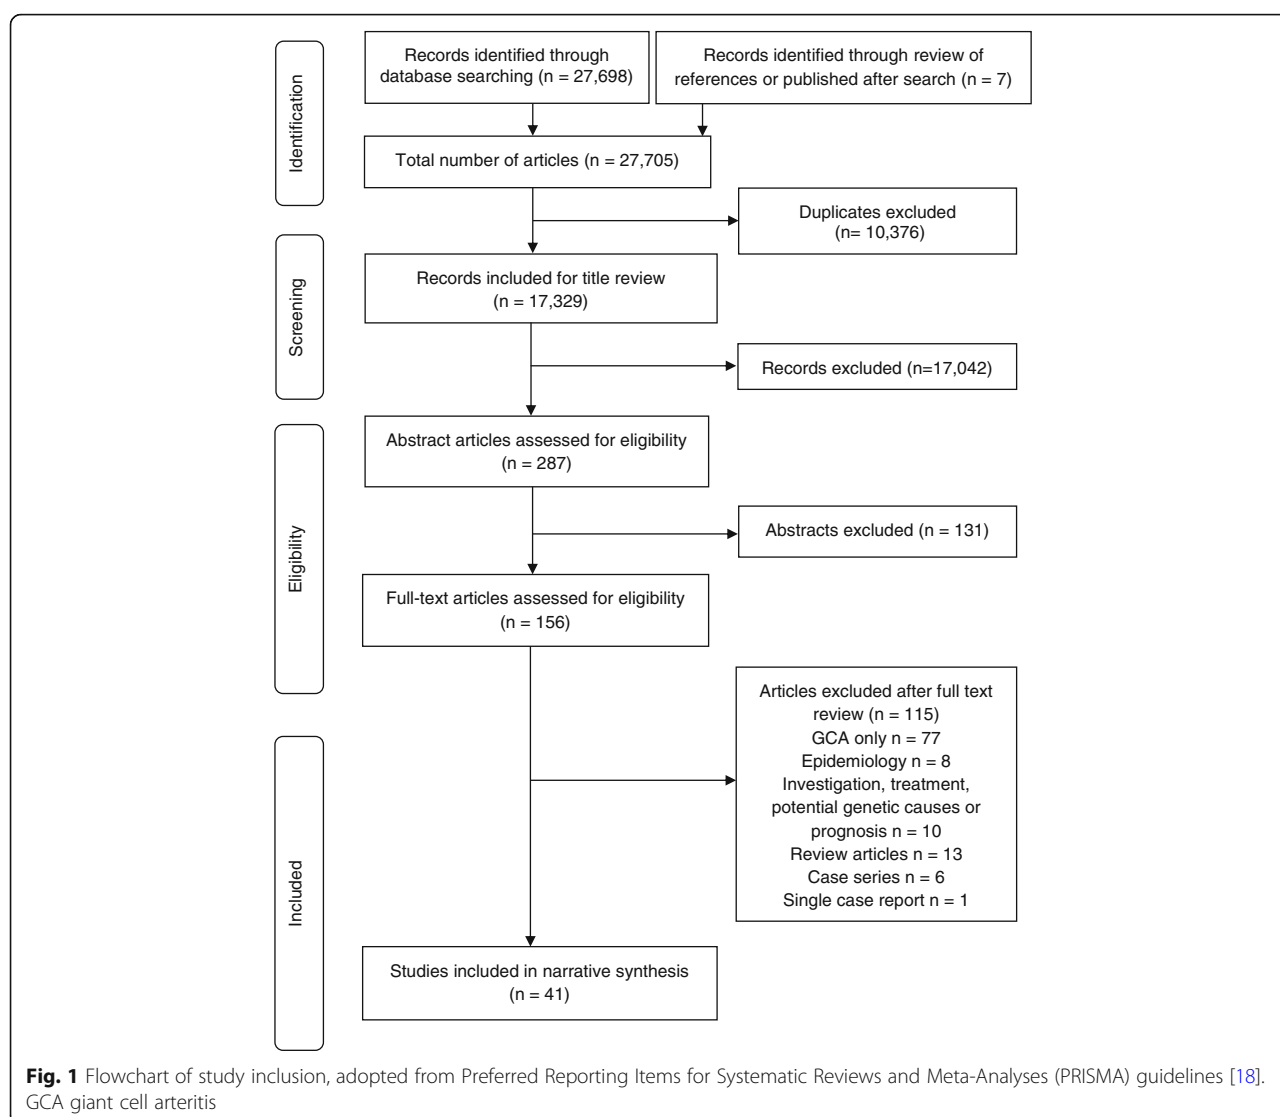 Identification
Records identified through
database searching (n = 27,698)
Records identified through review of
references or published after search (n = 7)
Total number of articles (n = 27,705)
Duplicates excluded
(n= 10,376)
Screening
Records included for title review
(n = 17,329)
Records excluded (n=17,042)
Eligibility
Abstract articles assessed for eligibility
(n = 287)
Abstracts excluded (n = 131)
Full-text articles assessed for eligibility
(n = 156)
Articles excluded after full text
review (n = 115)
GCA only n = 77
Epidemiology n = 8
Investigation, treatment,
potential genetic causes or
prognosis n = 10
Review articles n = 13
Case series n = 6
Single case report n = 1
Included
Studies included in narrative synthesis
(n = 41)
Fig. 1 Flowchart of study inclusion, adopted from Preferred Reporting Items for Systematic Reviews and Meta-Analyses (PRISMA) guidelines [18].
GCA giant cell arteritis